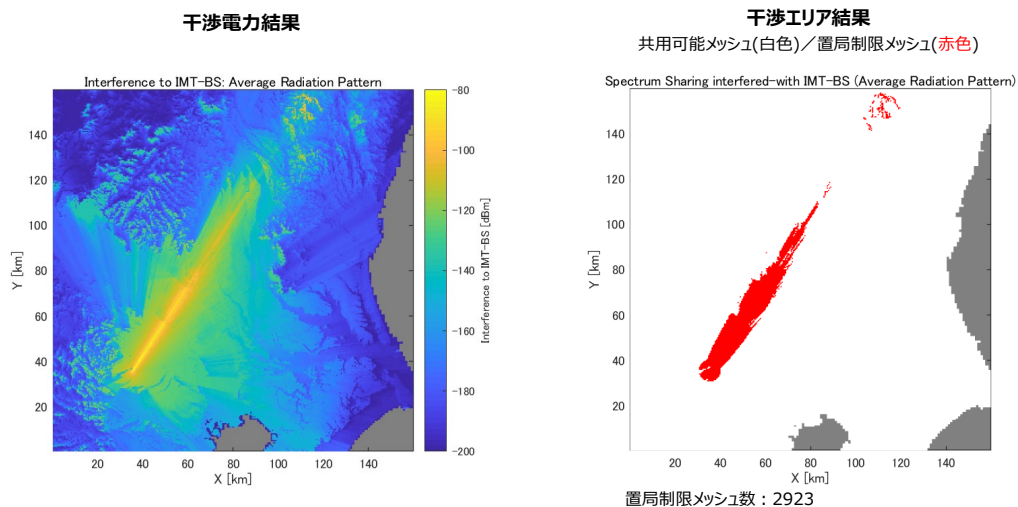 干渉電力結果
Interference to IMT-BS: Average Radiation Pattern
Y [km]
140
120
100
80
60
40
20
20 40 60 80 100 120 140
X [km]
-80
-100
-120
-140
-160
-180
-200
Interference to IMT-BS [dBm]
干渉エリア結果
共用可能メッシュ(白色)／置局制限メッシュ(赤色)
Spectrum Sharing interfered-with IMT-BS (Average Radiation Pattern)
Y [km]
140
120
100
80
60
40
20
20 40 60 80 100 120 140
X [km]
置局制限メッシュ数：2923